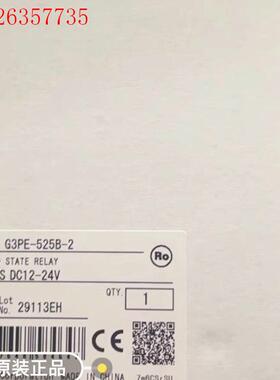 26357735
G3PE-525B-2
STATE RELAY
DC12-24V
Ro
Lot
No. 29113EH
QTY.
1
CE
IN CHINA
原装正品